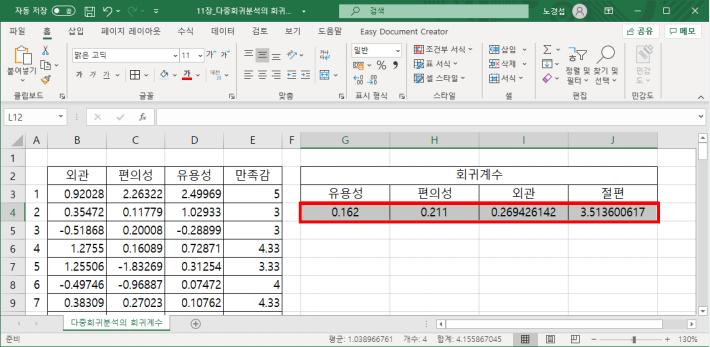 자동 저장 11장_다중회귀분석의 회귀... 검색 노경섭
파일 홈 삽입 페이지 레이아웃 수식 데이터 검토 보기 도움말 Easy Document Creator 공유 메모
붙여넣기 맑은 고딕 11 가 가 일반 조건부 서식 삽입 정렬 및 필터 찾기 및 선택 민감도
가 가 가 % 표 서식 삭제
셀 스타일 서식
클립보드 글꼴 맞춤 표시 형식 스타일 셀 편집 민감도
L12 fx
A B C D E F G H I J
1
2 외관 편의성 유용성 만족감 회귀계수
3 1 0.92028 2.26322 2.49969 5 유용성 편의성 외관 절편
4 2 0.35472 0.11779 1.02933 3 0.162 0.211 0.269426142 3.513600617
5 3 -0.51868 0.20008 -0.28899 3
6 4 1.2755 0.16089 0.72871 4.33
7 5 1.25506 -1.83269 0.31254 3.33
8 6 -0.49746 -0.96887 0.07472 4
9 7 0.38309 0.27023 0.10762 4.33
다중회귀분석의 회귀계수
준비 평균: 1.038966761 개수: 4 합계: 4.155867045 130%